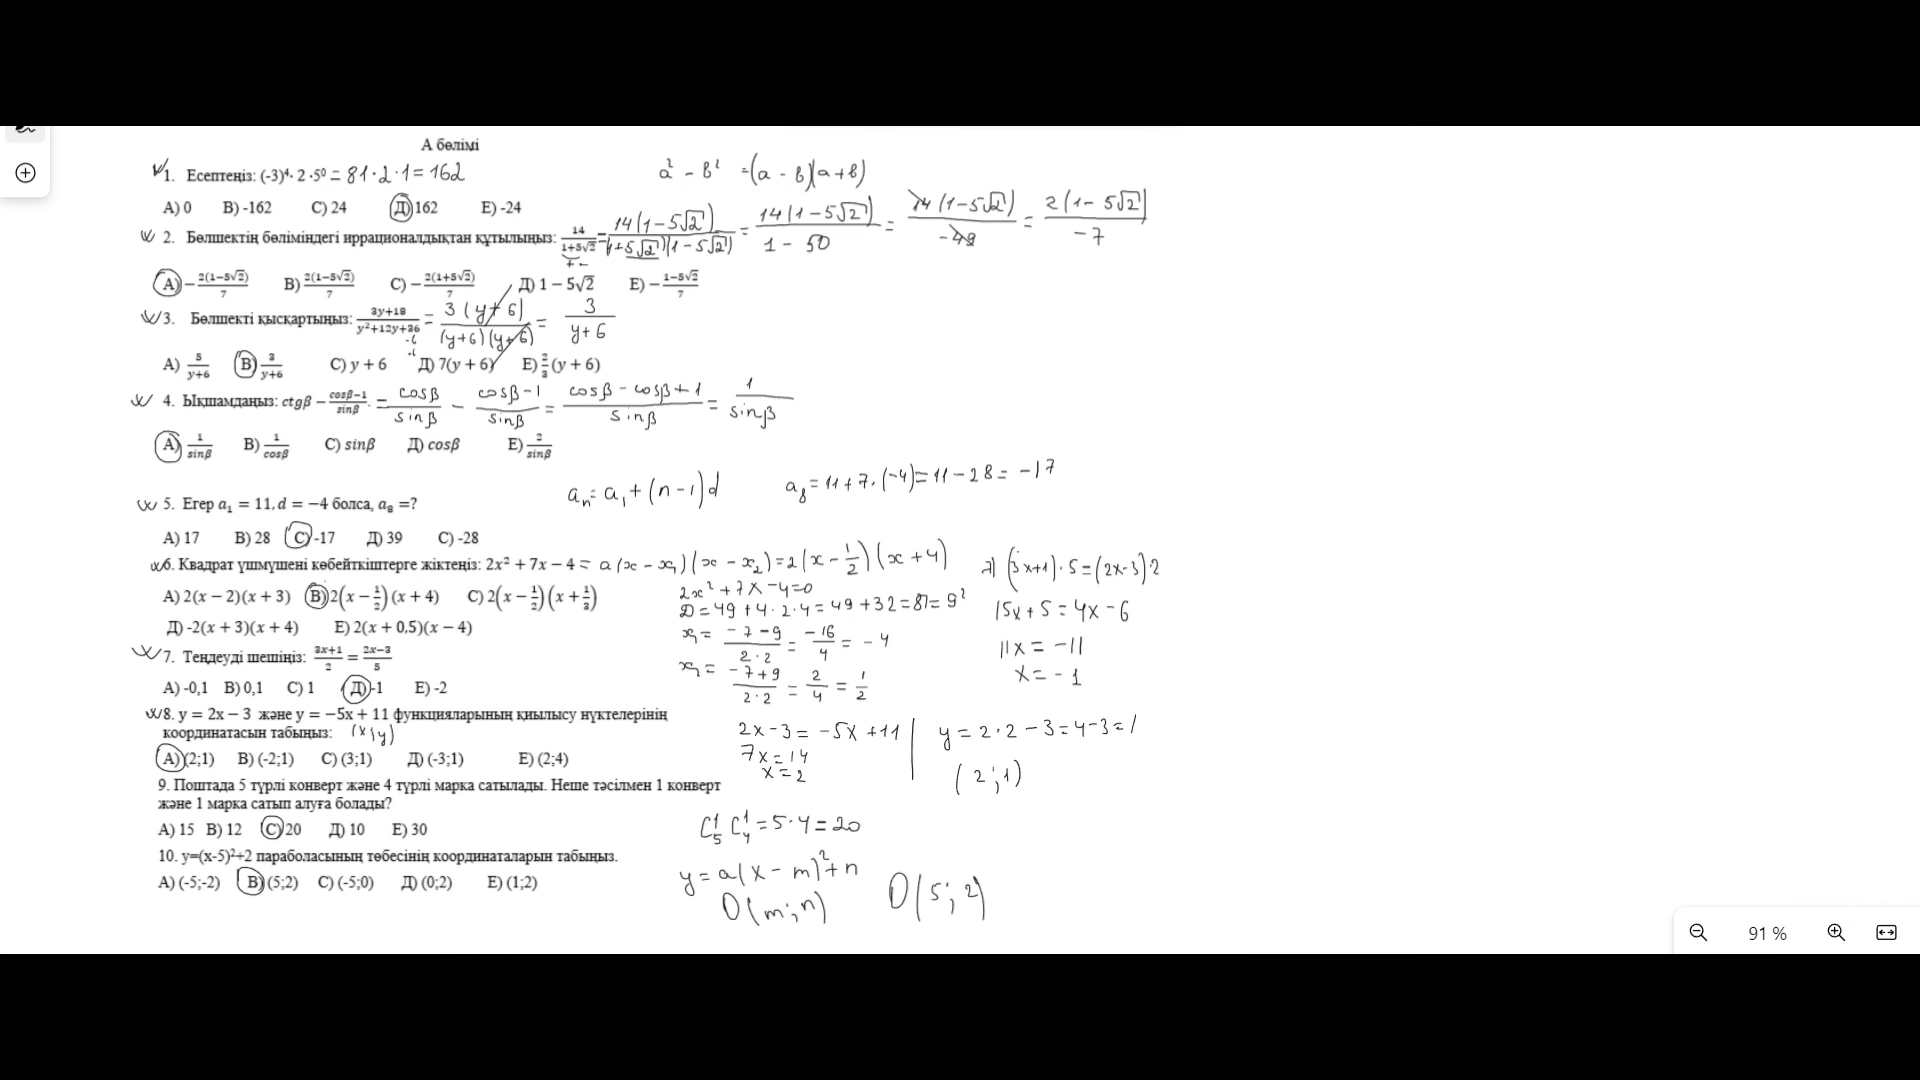 А бөлімі
1. Есептеңіз: (-3)⁴· 2 ·5⁰ = 81·2·1 = 162
a² - b² = (a - b)(a + b)
А) 0 В) -162 С) 24 Д) 162 Е) -24
2. Бөлшектің бөліміндегі иррационалдықтан құтылыңыз: 14/(1+5√2) = 14(1-5√2)/((1+5√2)(1-5√2)) = 14(1-5√2)/(1-50) = 14(1-5√2)/(-49) = 2(1-5√2)/(-7)
А) −2(1−5√2)/7 В) 2(1−5√2)/7 С) −2(1+5√2)/7 Д) 1 − 5√2 Е) −(1−5√2)/7
3. Бөлшекті қысқартыңыз: (3y+18)/(y²+12y+36) = 3(y+6)/((y+6)(y+6)) = 3/(y+6)
-6
-6
А) 5/(y+6) В) 3/(y+6) С) y + 6 Д) 7(y + 6) Е) 2/3 (y + 6)
4. Ықшамдаңыз: ctgβ − (cosβ−1)/sinβ. = cosβ/sinβ - (cosβ-1)/sinβ = (cosβ - cosβ + 1)/sinβ = 1/sinβ
А) 1/sinβ В) 1/cosβ С) sinβ Д) cosβ Е) 2/sinβ
aₙ = a₁ + (n-1)d a₈ = 11+7·(-4) = 11-28 = -17
5. Егер a₁ = 11, d = −4 болса, a₈ =?
А) 17 В) 28 С) -17 Д) 39 С) -28
6. Квадрат үшмүшені көбейткіштерге жіктеңіз: 2x² + 7x − 4 = a(x - x₁)(x - x₂) = 2(x - 1/2)(x + 4)
2x² + 7x - 4 = 0
А) 2(x − 2)(x + 3) В) 2(x − 1/2)(x + 4) С) 2(x − 1/2)(x + 1/3)
D = 49 + 4·2·4 = 49 + 32 = 81 = 9²
Д) -2(x + 3)(x + 4) Е) 2(x + 0,5)(x − 4)
x₁ = (-7-9)/(2·2) = -16/4 = -4
x₁ = (-7+9)/(2·2) = 2/4 = 1/2
7. Теңдеуді шешіңіз: (3x+1)/2 = (2x−3)/5
7) (3x+1)·5 = (2x-3)2
15x + 5 = 4x - 6
11x = -11
x = -1
А) -0,1 В) 0,1 С) 1 Д) -1 Е) -2
8. y = 2x − 3 және y = −5x + 11 функцияларының қиылысу нүктелерінің
координатасын табыңыз: (x;y)
2x-3 = -5x+11
7x = 14
x = 2
y = 2·2 - 3 = 4-3 = 1
(2;1)
А) (2;1) В) (-2;1) С) (3;1) Д) (-3;1) Е) (2;4)
9. Поштада 5 түрлі конверт және 4 түрлі марка сатылады. Неше тәсілмен 1 конверт
және 1 марка сатып алуға болады?
А) 15 В) 12 С) 20 Д) 10 Е) 30
C₅¹ C₄¹ = 5·4 = 20
10. y=(x-5)²+2 параболасының төбесінің координаталарын табыңыз.
y = a(x - m)² + n
А) (-5;-2) В) (5;2) С) (-5;0) Д) (0;2) Е) (1;2)
O(m;n) O(5;2)
91 %